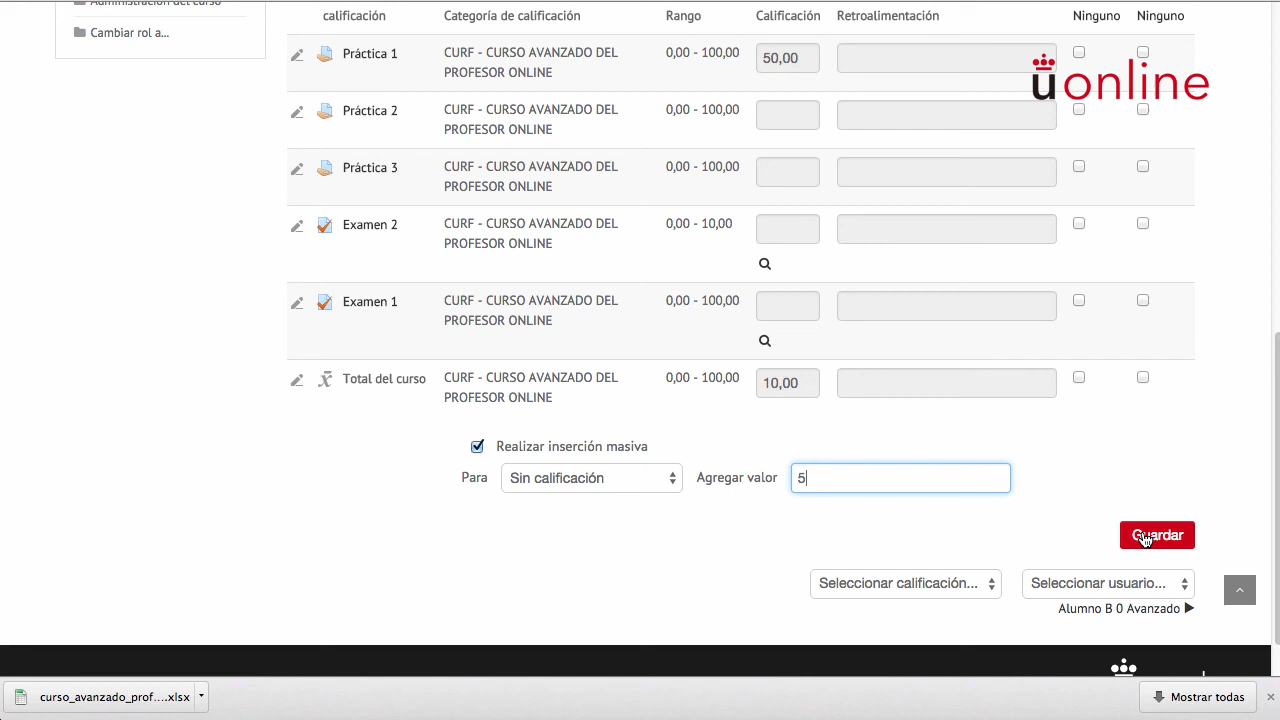 Administración del curso
Cambiar rol a...
calificación Categoría de calificación Rango Calificación Retroalimentación Ninguno Ninguno
Práctica 1 CURF - CURSO AVANZADO DEL PROFESOR ONLINE 0,00 - 100,00 50,00
uonline
Práctica 2 CURF - CURSO AVANZADO DEL PROFESOR ONLINE 0,00 - 100,00
Práctica 3 CURF - CURSO AVANZADO DEL PROFESOR ONLINE 0,00 - 100,00
Examen 2 CURF - CURSO AVANZADO DEL PROFESOR ONLINE 0,00 - 10,00
Examen 1 CURF - CURSO AVANZADO DEL PROFESOR ONLINE 0,00 - 100,00
Total del curso CURF - CURSO AVANZADO DEL PROFESOR ONLINE 0,00 - 100,00 10,00
Realizar inserción masiva
Para Sin calificación Agregar valor 5
Guardar
Seleccionar calificación... Seleccionar usuario...
Alumno B 0 Avanzado
curso_avanzado_prof....xlsx Mostrar todas